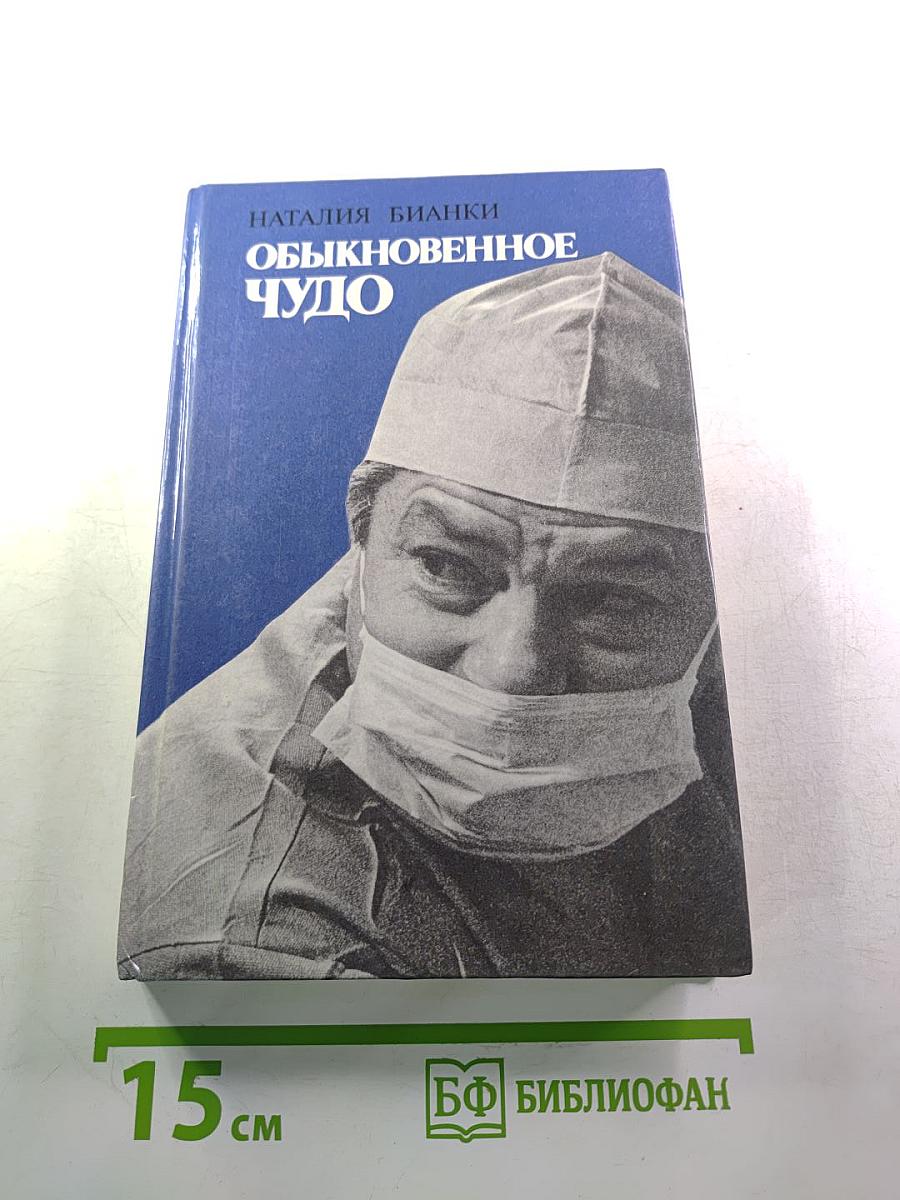 НАТАЛИЯ БИАНКИ
ОБЫКНОВЕННОЕ
ЧУДО
15 см
БФ БИБЛИОФАН